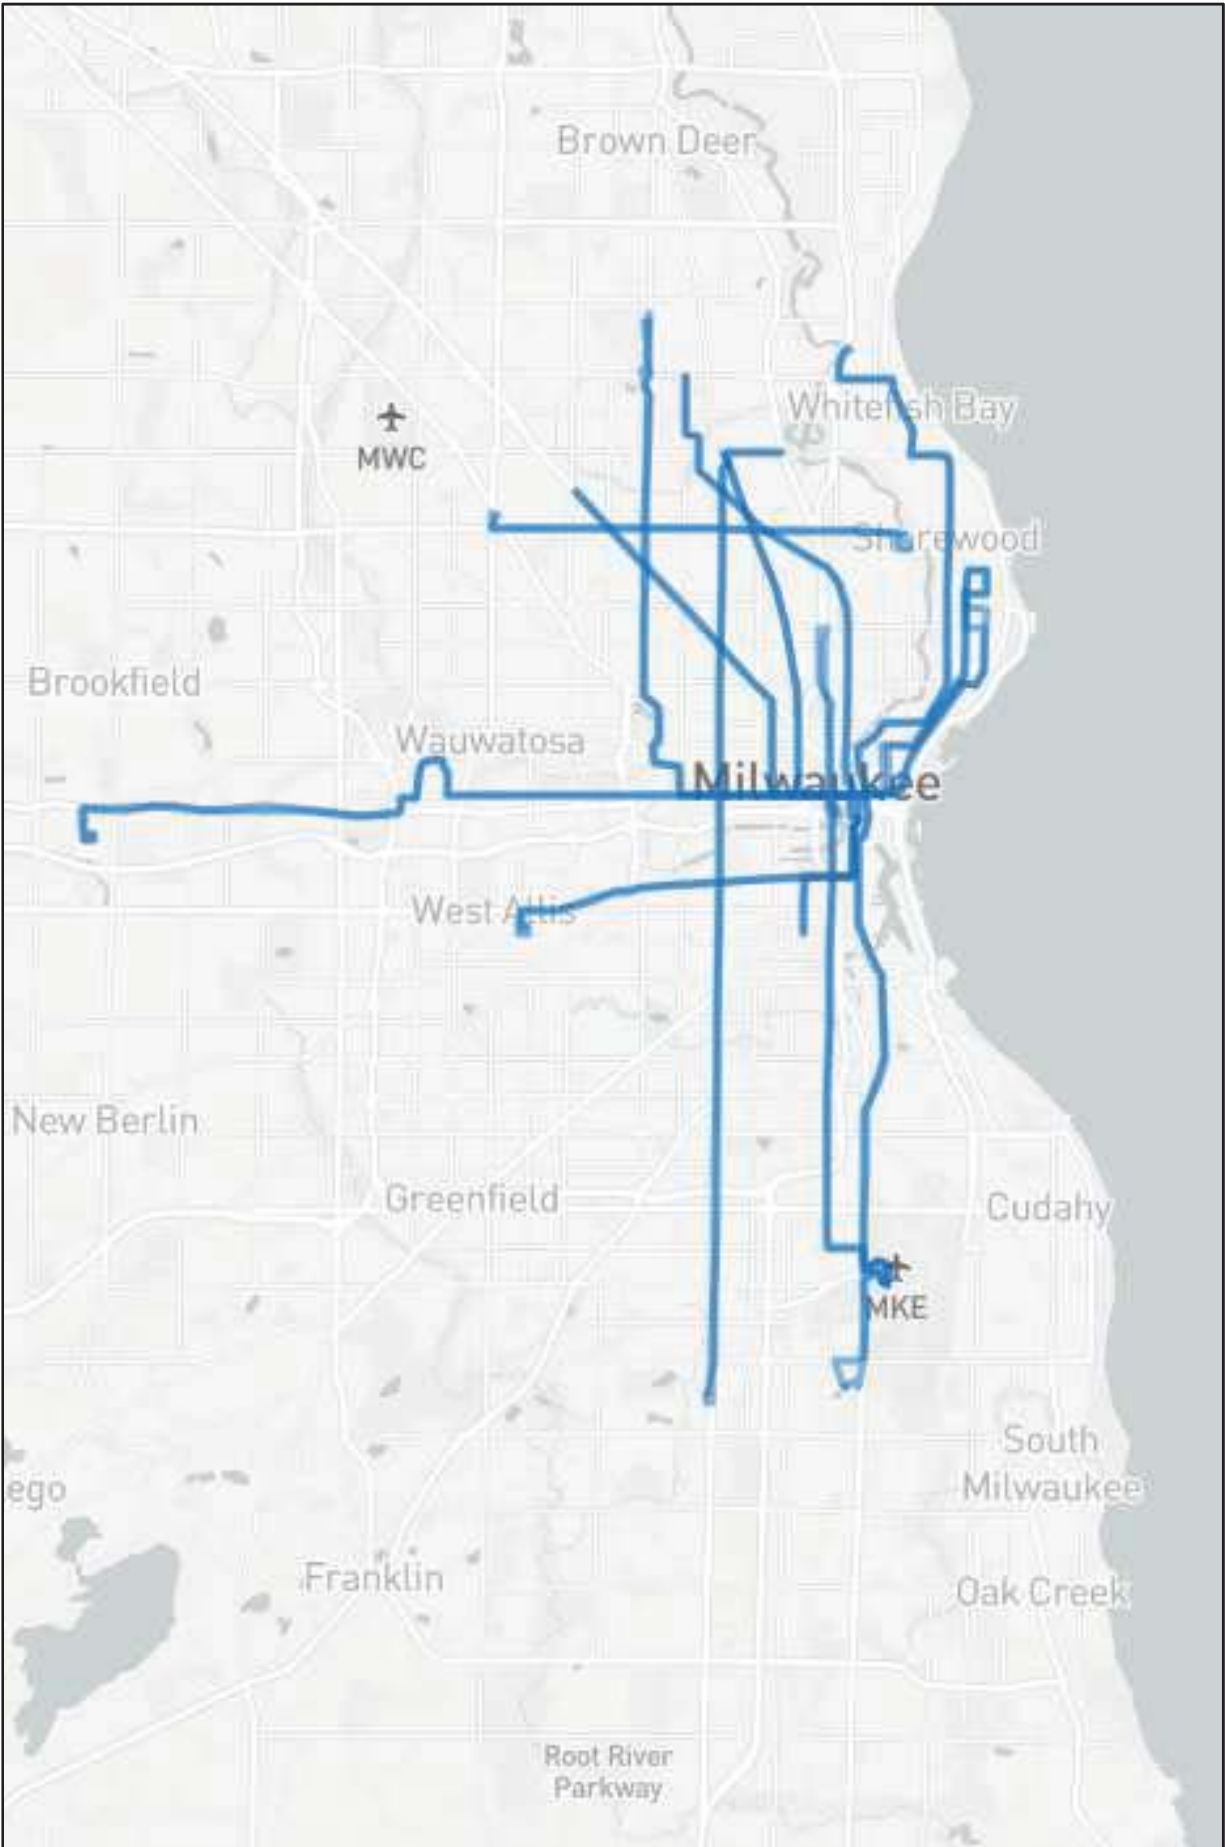 Brown Deer
Whitefish Bay
MWC
Shorewood
Brookfield
Wauwatosa
Milwaukee
West Allis
New Berlin
Greenfield
Cudahy
MKE
South
Milwaukee
ego
Franklin
Oak Creek
Root River
Parkway